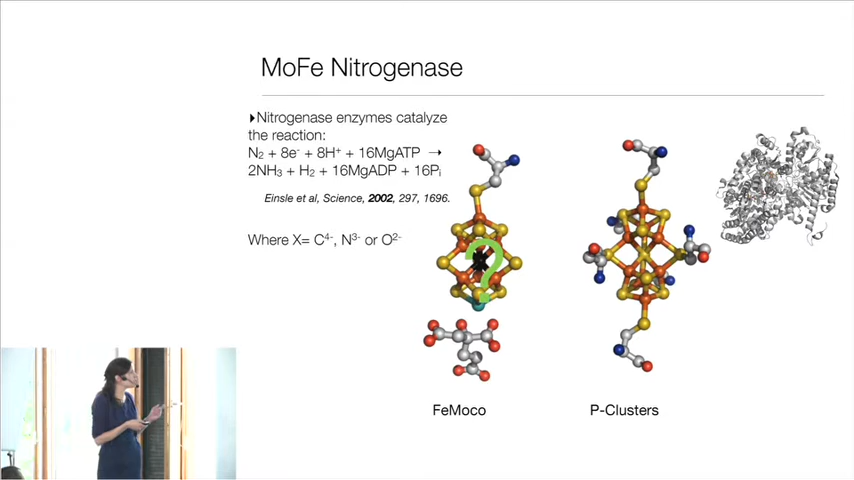 MoFe Nitrogenase
▸Nitrogenase enzymes catalyze
the reaction:
N₂ + 8e⁻ + 8H⁺ + 16MgATP →
2NH₃ + H₂ + 16MgADP + 16Pᵢ
Einsle et al, Science, 2002, 297, 1696.
Where X= C⁴⁻, N³⁻ or O²⁻
?
FeMoco
P-Clusters